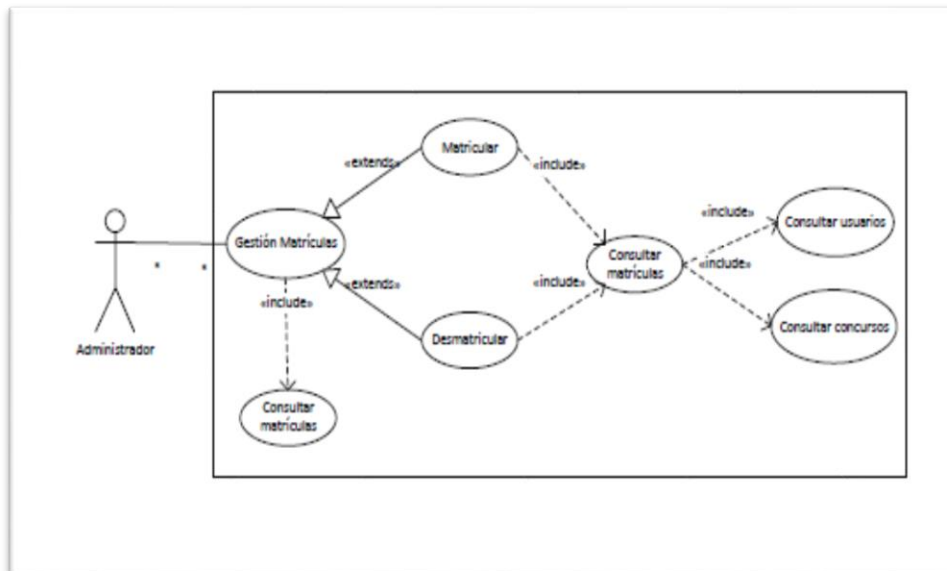 Matricular
«extends»
«include»
«include»
Consultar usuarios
Gestión Matrículas
Consultar
matrículas
«include»
* *
«extends»
«include»
«include»
Consultar concursos
Desmatricular
Administrador
Consultar
matrículas